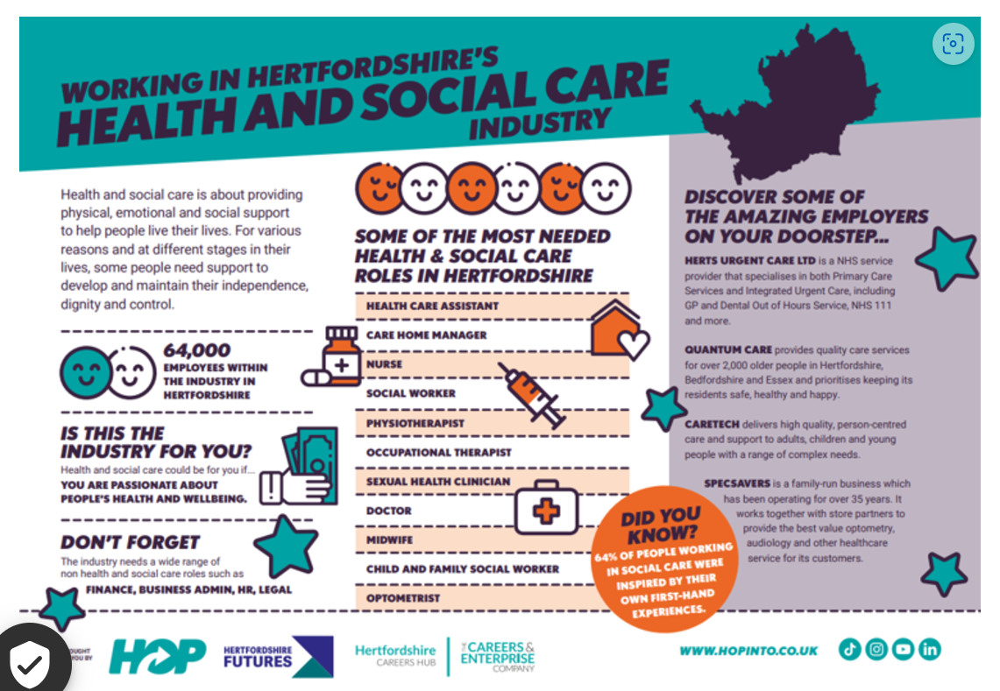 WORKING IN HERTFORDSHIRE'S
HEALTH AND SOCIAL CARE
INDUSTRY
Health and social care is about providing
physical, emotional and social support
to help people live their lives. For various
reasons and at different stages in their
lives, some people need support to
develop and maintain their independence,
dignity and control.
64,000
EMPLOYEES WITHIN
THE INDUSTRY IN
HERTFORDSHIRE
IS THIS THE
INDUSTRY FOR YOU?
Health and social care could be for you if...
YOU ARE PASSIONATE ABOUT
PEOPLE'S HEALTH AND WELLBEING.
DON'T FORGET
The industry needs a wide range of
non health and social care roles such as
FINANCE, BUSINESS ADMIN, HR, LEGAL
SOME OF THE MOST NEEDED
HEALTH & SOCIAL CARE
ROLES IN HERTFORDSHIRE
HEALTH CARE ASSISTANT
CARE HOME MANAGER
NURSE
SOCIAL WORKER
PHYSIOTHERAPIST
OCCUPATIONAL THERAPIST
SEXUAL HEALTH CLINICIAN
DOCTOR
MIDWIFE
CHILD AND FAMILY SOCIAL WORKER
OPTOMETRIST
DID YOU
KNOW?
64% OF PEOPLE WORKING
IN SOCIAL CARE WERE
INSPIRED BY THEIR
OWN FIRST-HAND
EXPERIENCES.
DISCOVER SOME OF
THE AMAZING EMPLOYERS
ON YOUR DOORSTEP...
HERTS URGENT CARE LTD is a NHS service
provider that specialises in both Primary Care
Services and Integrated Urgent Care, including
GP and Dental Out of Hours Service, NHS 111
and more.
QUANTUM CARE provides quality care services
for over 2,000 older people in Hertfordshire,
Bedfordshire and Essex and prioritises keeping its
residents safe, healthy and happy.
CARETECH delivers high quality, person-centred
care and support to adults, children and young
people with a range of complex needs.
SPECSAVERS is a family-run business which
has been operating for over 35 years. It
works together with store partners to
provide the best value optometry,
audiology and other healthcare
service for its customers.
BY
HOP
HERTFORDSHIRE
FUTURES
Hertfordshire
CAREERS HUB
THE CAREERS &
ENTERPRISE
COMPANY
WWW.HOPINTO.CO.UK
in